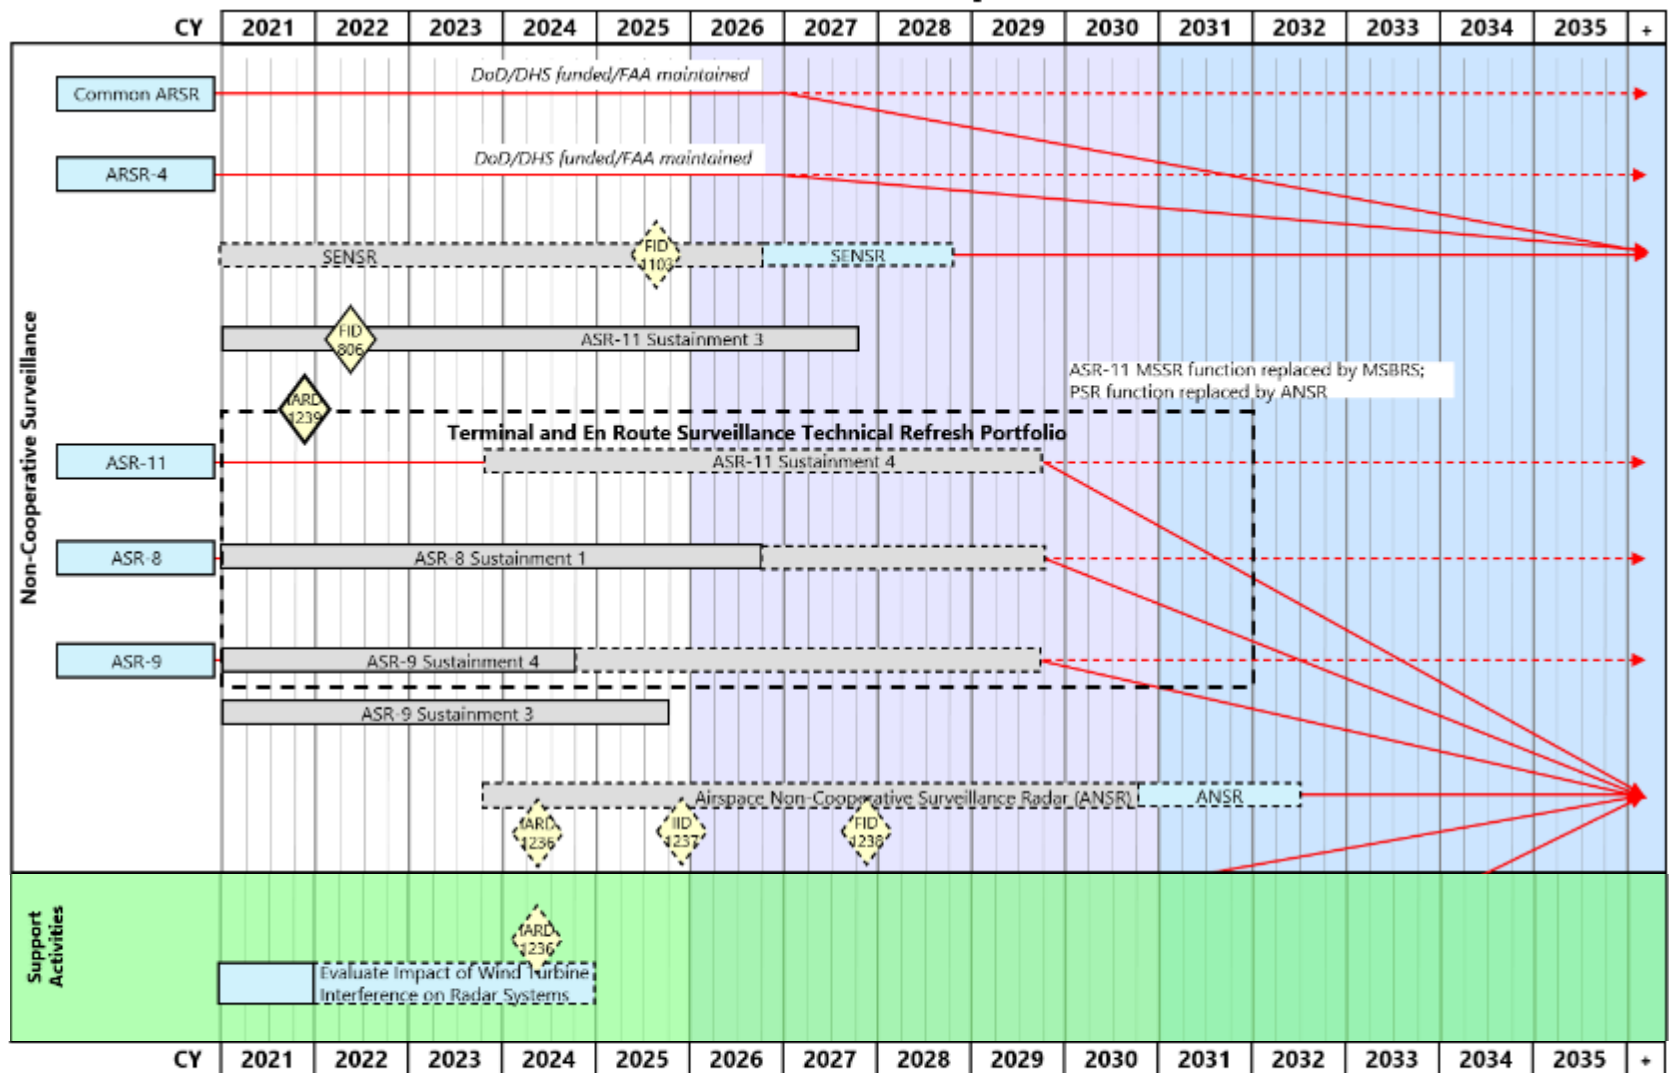 CY 2021 2022 2023 2024 2025 2026 2027 2028 2029 2030 2031 2032 2033 2034 2035 +
Non-Cooperative Surveillance
DoD/DHS funded/FAA maintained
Common ARSR
DoD/DHS funded/FAA maintained
ARSR-4
SENSR
FID
1103
SENSR
FID
806
ASR-11 Sustainment 3
ASR-11 MSSR function replaced by MSBRS;
PSR function replaced by ANSR
IARD
1239
Terminal and En Route Surveillance Technical Refresh Portfolio
ASR-11
ASR-11 Sustainment 4
ASR-8
ASR-8 Sustainment 1
ASR-9
ASR-9 Sustainment 4
ASR-9 Sustainment 3
Airspace Non-Cooperative Surveillance Radar (ANSR)
ANSR
IARD
1236
IID
1237
FID
1238
Support
Activities
IARD
1236
Evaluate Impact of Wind Turbine
Interference on Radar Systems
CY 2021 2022 2023 2024 2025 2026 2027 2028 2029 2030 2031 2032 2033 2034 2035 +